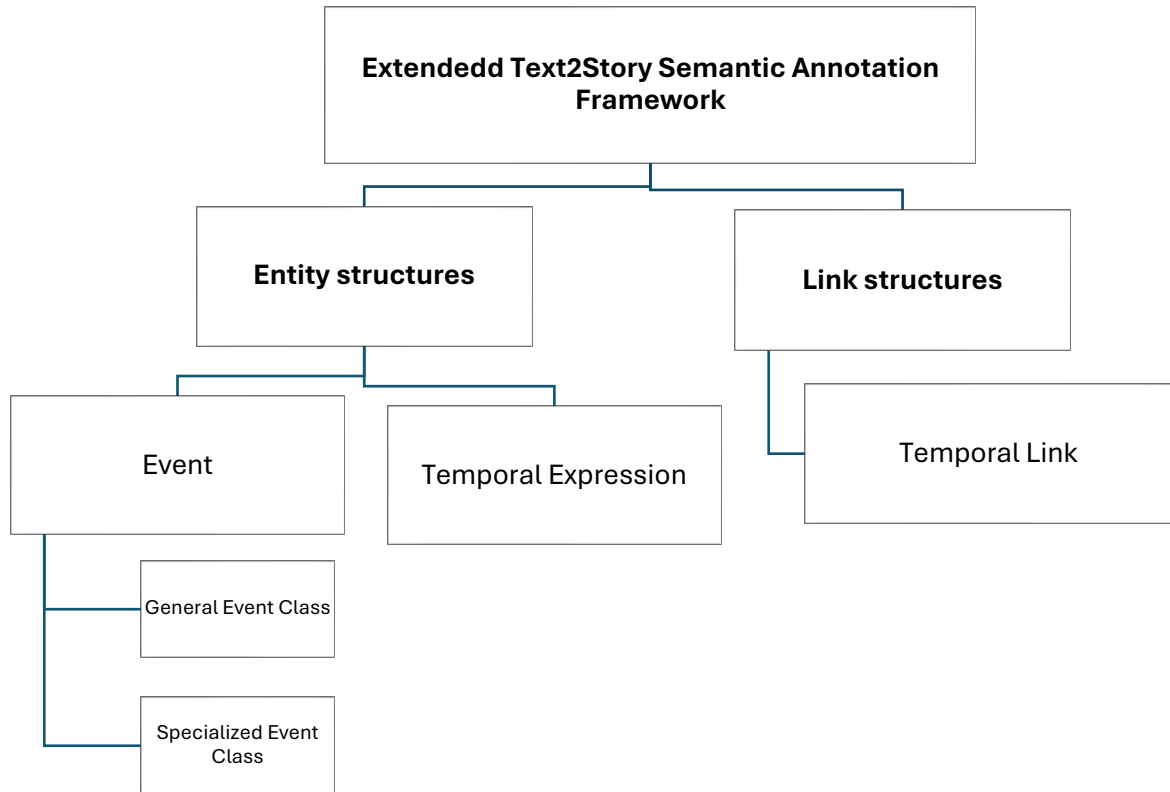 Extendedd Text2Story Semantic Annotation
Framework
Entity structures
Link structures
Event
Temporal Expression
Temporal Link
General Event Class
Specialized Event
Class